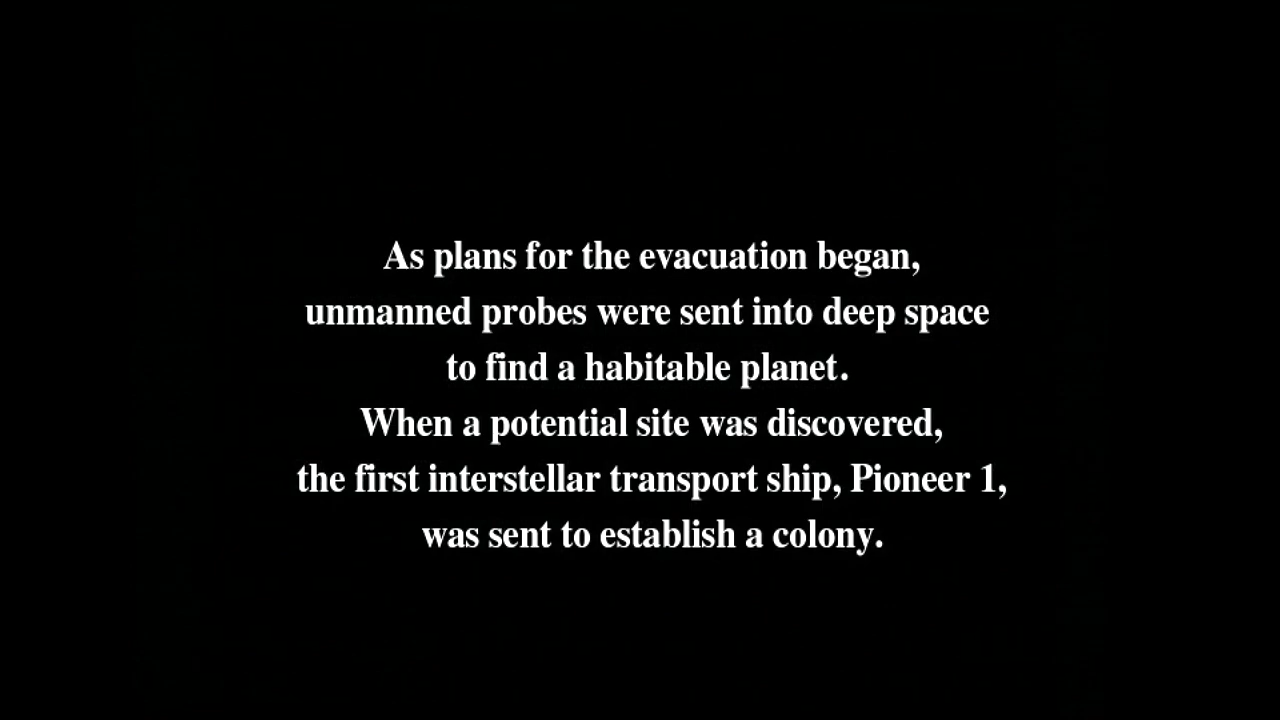 As plans for the evacuation began,
unmanned probes were sent into deep space
to find a habitable planet.
When a potential site was discovered,
the first interstellar transport ship, Pioneer 1,
was sent to establish a colony.